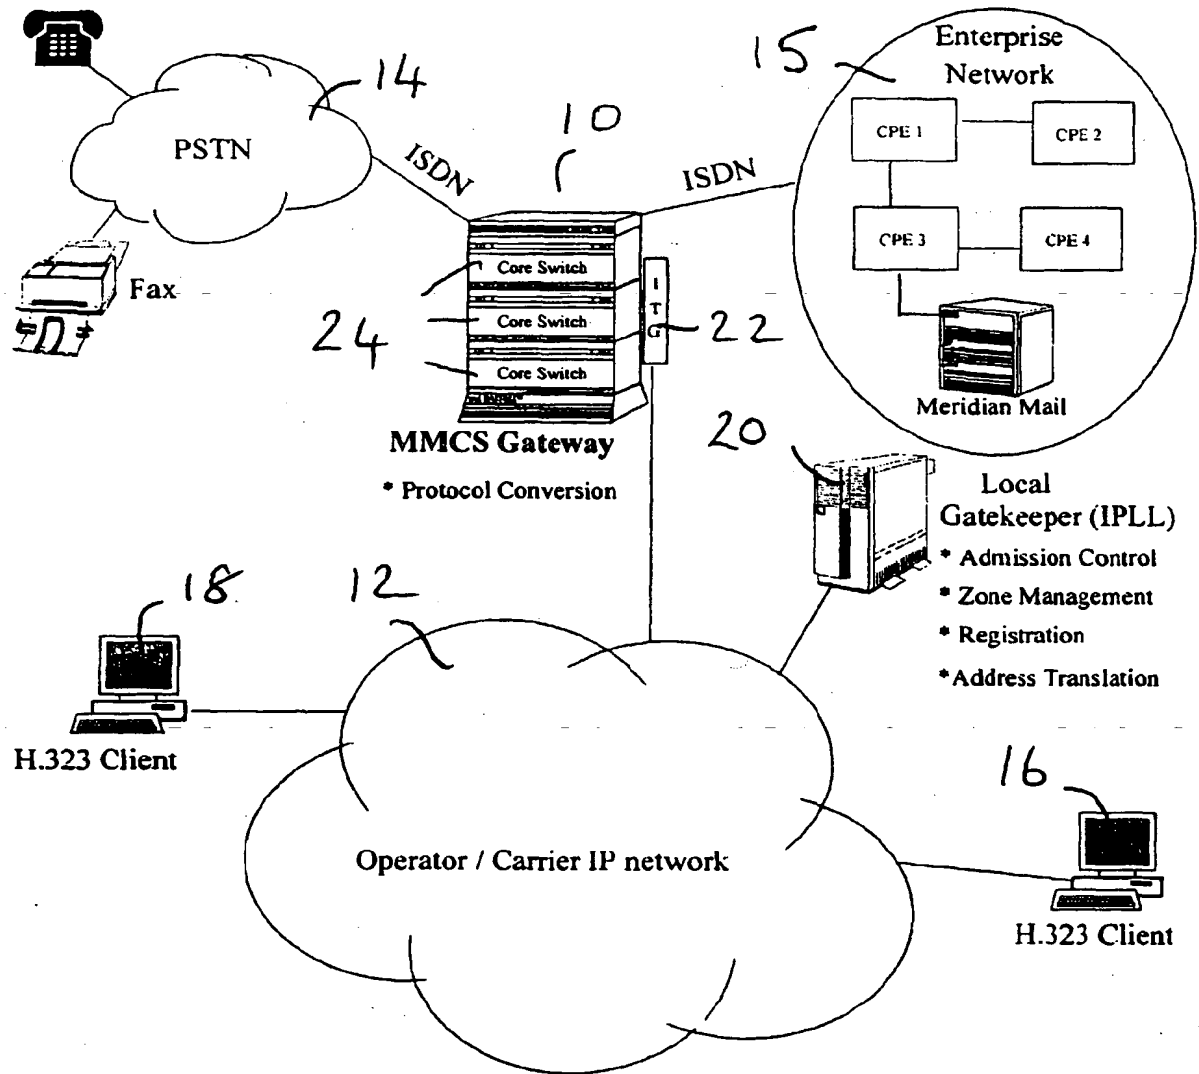 14
PSTN
ISDN
10
ISDN
15
Enterprise
Network
CPE 1
CPE 2
CPE 3
CPE 4
Meridian Mail
Fax
Core Switch
Core Switch
Core Switch
24
I
T
G
22
MMCS Gateway
* Protocol Conversion
20
Local
Gatekeeper (IPLL)
* Admission Control
* Zone Management
* Registration
*Address Translation
18
H.323 Client
12
Operator / Carrier IP network
16
H.323 Client